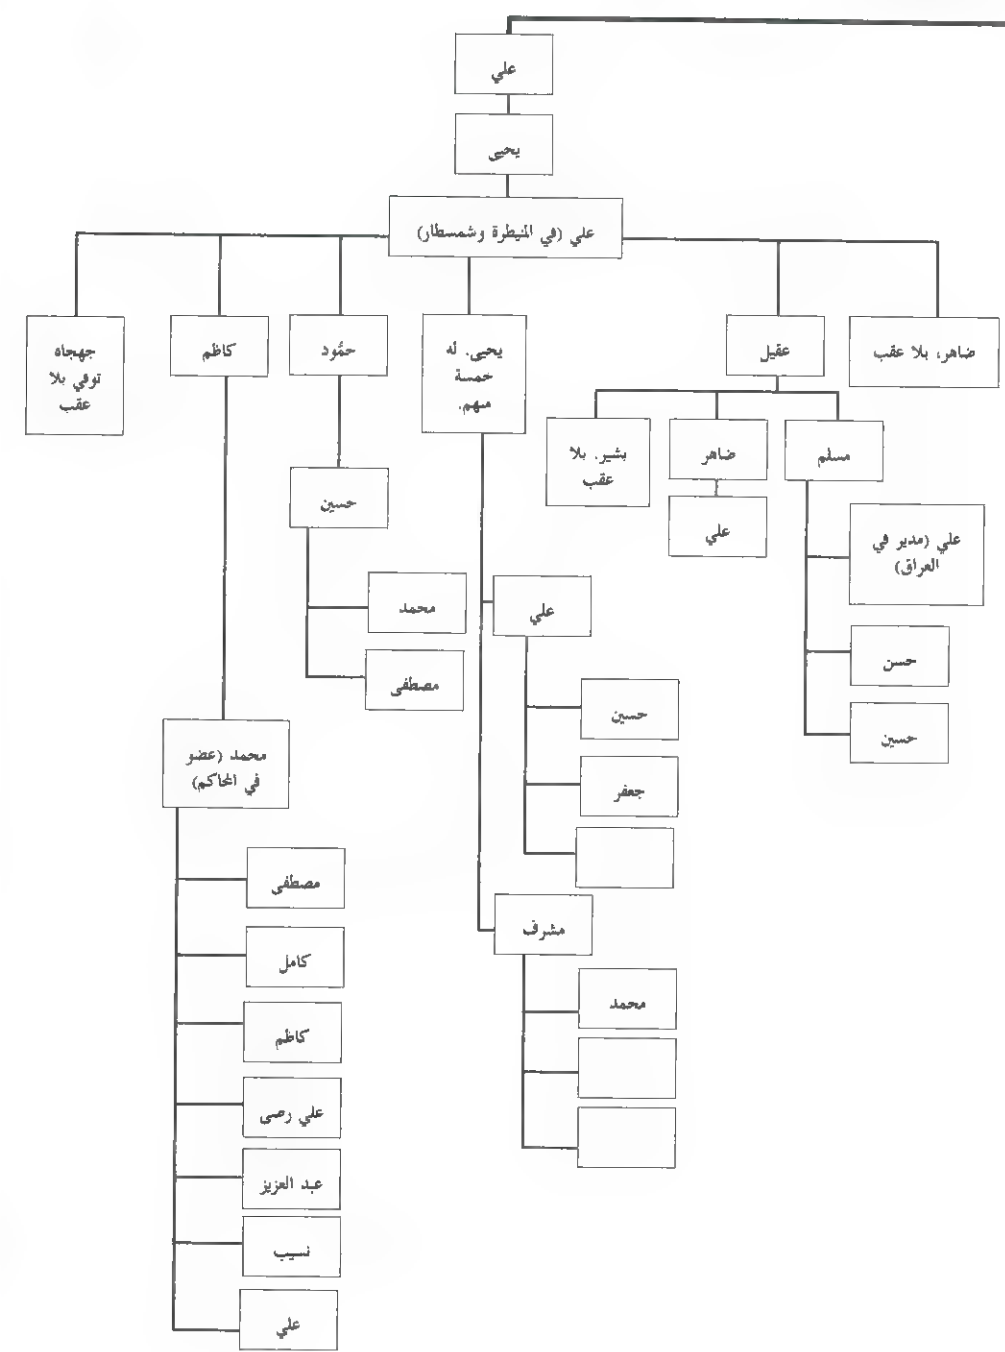 علي
يحيى
علي (في المنيطرة وشمسطار)
ضاهر، بلا عقب
عقيل
يحيى. له
خمسة
منهم.
حمّود
كاظم
جهجاه
توفي بلا
عقب
مسلم
ضاهر
بشير. بلا
عقب
علي
علي (مدير في
العراق)
حسن
حسين
حسين
محمد
مصطفى
علي
حسين
جعفر
مشرف
محمد
محمد (عضو
في المحاكم)
مصطفى
كامل
كاظم
علي رضى
عبد العزيز
نسيب
علي